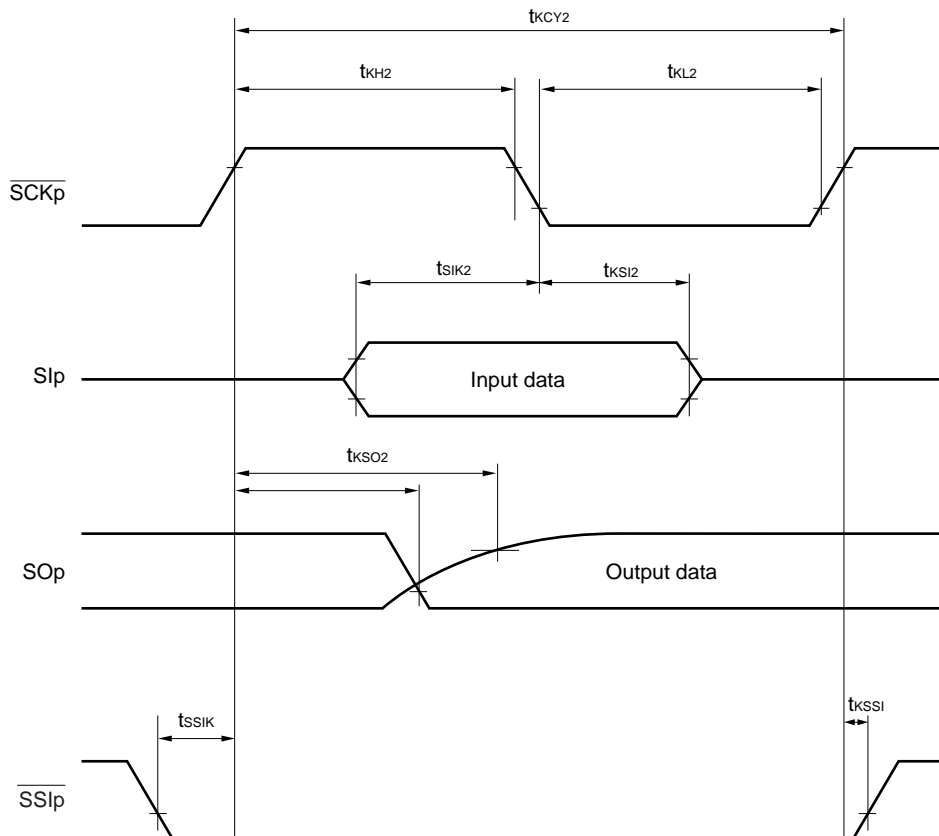 tKCY2
tKH2
tKL2
SCKp
tSIK2
tKSI2
SIp
Input data
tKSO2
SOp
Output data
tSSIK
tKSSI
SSIp